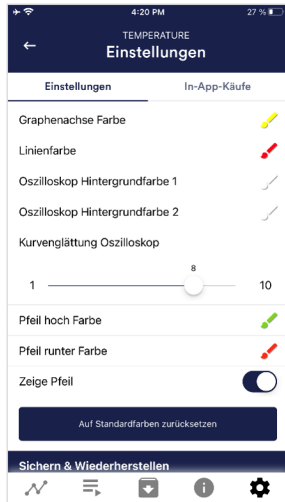 4:20 PM
27 %
TEMPERATURE
Einstellungen
Einstellungen
In-App-Käufe
Graphenachse Farbe
Linienfarbe
Oszilloskop Hintergrundfarbe 1
Oszilloskop Hintergrundfarbe 2
Kurvenglättung Oszilloskop
8
1
10
Pfeil hoch Farbe
Pfeil runter Farbe
Zeige Pfeil
Auf Standardfarben zurücksetzen
Sichern & Wiederherstellen